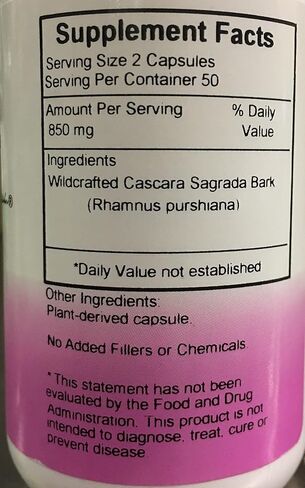 Supplement Facts
Serving Size 2 Capsules
Serving Per Container 50
Amount Per Serving % Daily
850 mg Value
Ingredients
Wildcrafted Cascara Sagrada Bark
(Rhamnus purshiana)
*Daily Value not established
Other Ingredients:
Plant-derived capsule.
No Added Fillers or Chemicals.
*This statement has not been
evaluated by the Food and Drug
Administration. This product is not
intended to diagnose, treat, cure or
prevent disease.